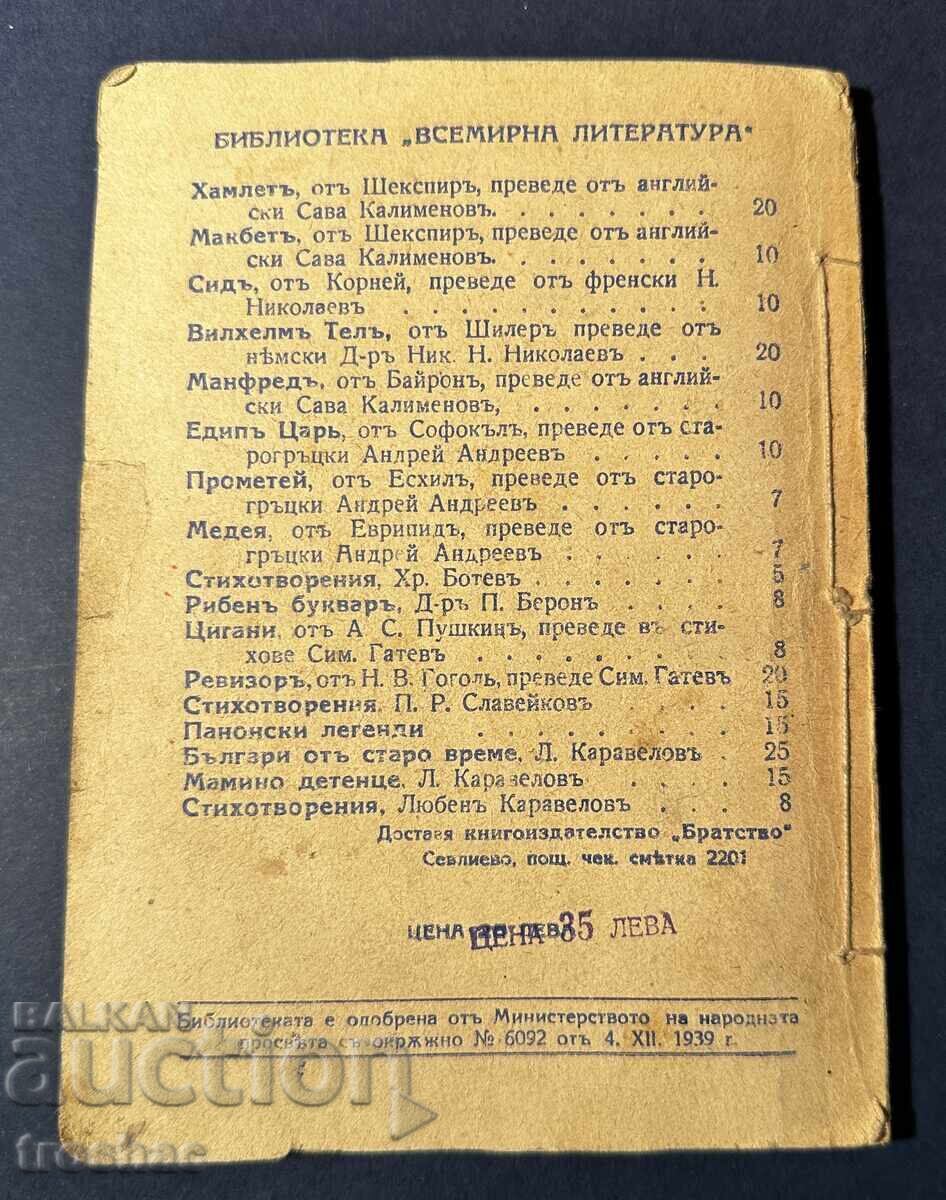 БИБЛИОТЕКА „ВСЕМИРНА ЛИТЕРАТУРА“
Хамлетъ, отъ Шекспиръ, преведе отъ англий-
ски Сава Калименовъ. . . . . . . . 20
Макбетъ, отъ Шекспиръ, преведе отъ англий-
ски Сава Калименовъ. . . . . . . . 10
Сидъ, отъ Корней, преведе отъ френски Н.
Николаевъ . . . . . . . . . . . 10
Вилхелмъ Телъ, отъ Шилеръ преведе отъ
нѣмски Д-ръ Ник. Н. Николаевъ . . . 20
Манфредъ, отъ Байронъ, преведе отъ англий-
ски Сава Калименовъ, . . . . . . . 10
Едипъ Царь, отъ Софокълъ, преведе отъ ста-
рогръцки Андрей Андреевъ . . . . . 10
Прометей, отъ Есхилъ, преведе отъ старо-
гръцки Андрей Андреевъ . . . . . . 7
Медея, отъ Еврипидъ, преведе отъ старо-
гръцки Андрей Андреевъ . . . . . . 7
Стихотворения, Хр. Ботевъ . . . . . . 5
Рибенъ букваръ, Д-ръ П. Беронъ . . . . 8
Цигани, отъ А. С. Пушкинъ, преведе въ сти-
хове Сим. Гатевъ . . . . . . . . 8
Ревизоръ, отъ Н. В. Гоголь, преведе Сим. Гатевъ 20
Стихотворения, П. Р. Славейковъ . . . . 15
Панонски легенди . . . . . . . . . 15
Българи отъ старо време, Л. Каравеловъ . 25
Мамино детенце, Л. Каравеловъ . . . . 15
Стихотворения, Любенъ Каравеловъ . . . 8
Доставя книгоиздателство „Братство“
Севлиево, пощ. чек. смѣтка 2201
ЦЕНА 20 ЛЕВА
ЦЕНА 35 ЛЕВА
Библиотеката е одобрена отъ Министерството на народната
просвѣта съ окржжно № 6092 отъ 4. XII. 1939 г.
BALKAN
auction
troshac